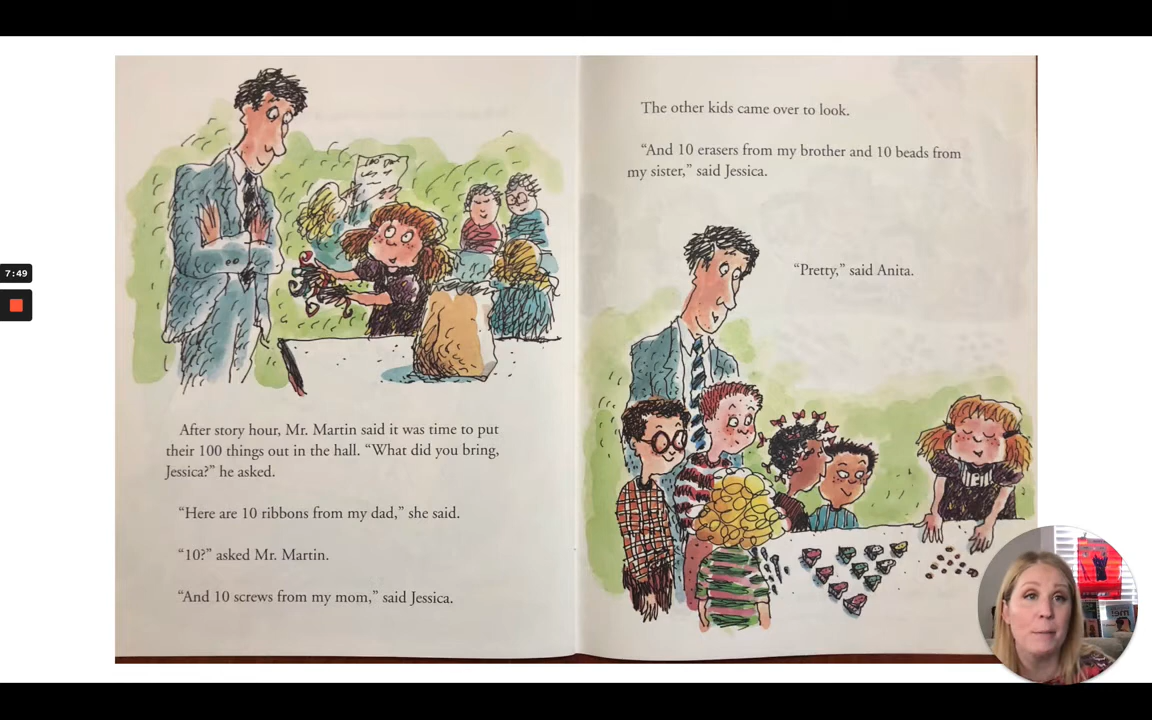 7:49
After story hour, Mr. Martin said it was time to put
their 100 things out in the hall. “What did you bring,
Jessica?” he asked.
“Here are 10 ribbons from my dad,” she said.
“10?” asked Mr. Martin.
“And 10 screws from my mom,” said Jessica.
The other kids came over to look.
“And 10 erasers from my brother and 10 beads from
my sister,” said Jessica.
“Pretty,” said Anita.